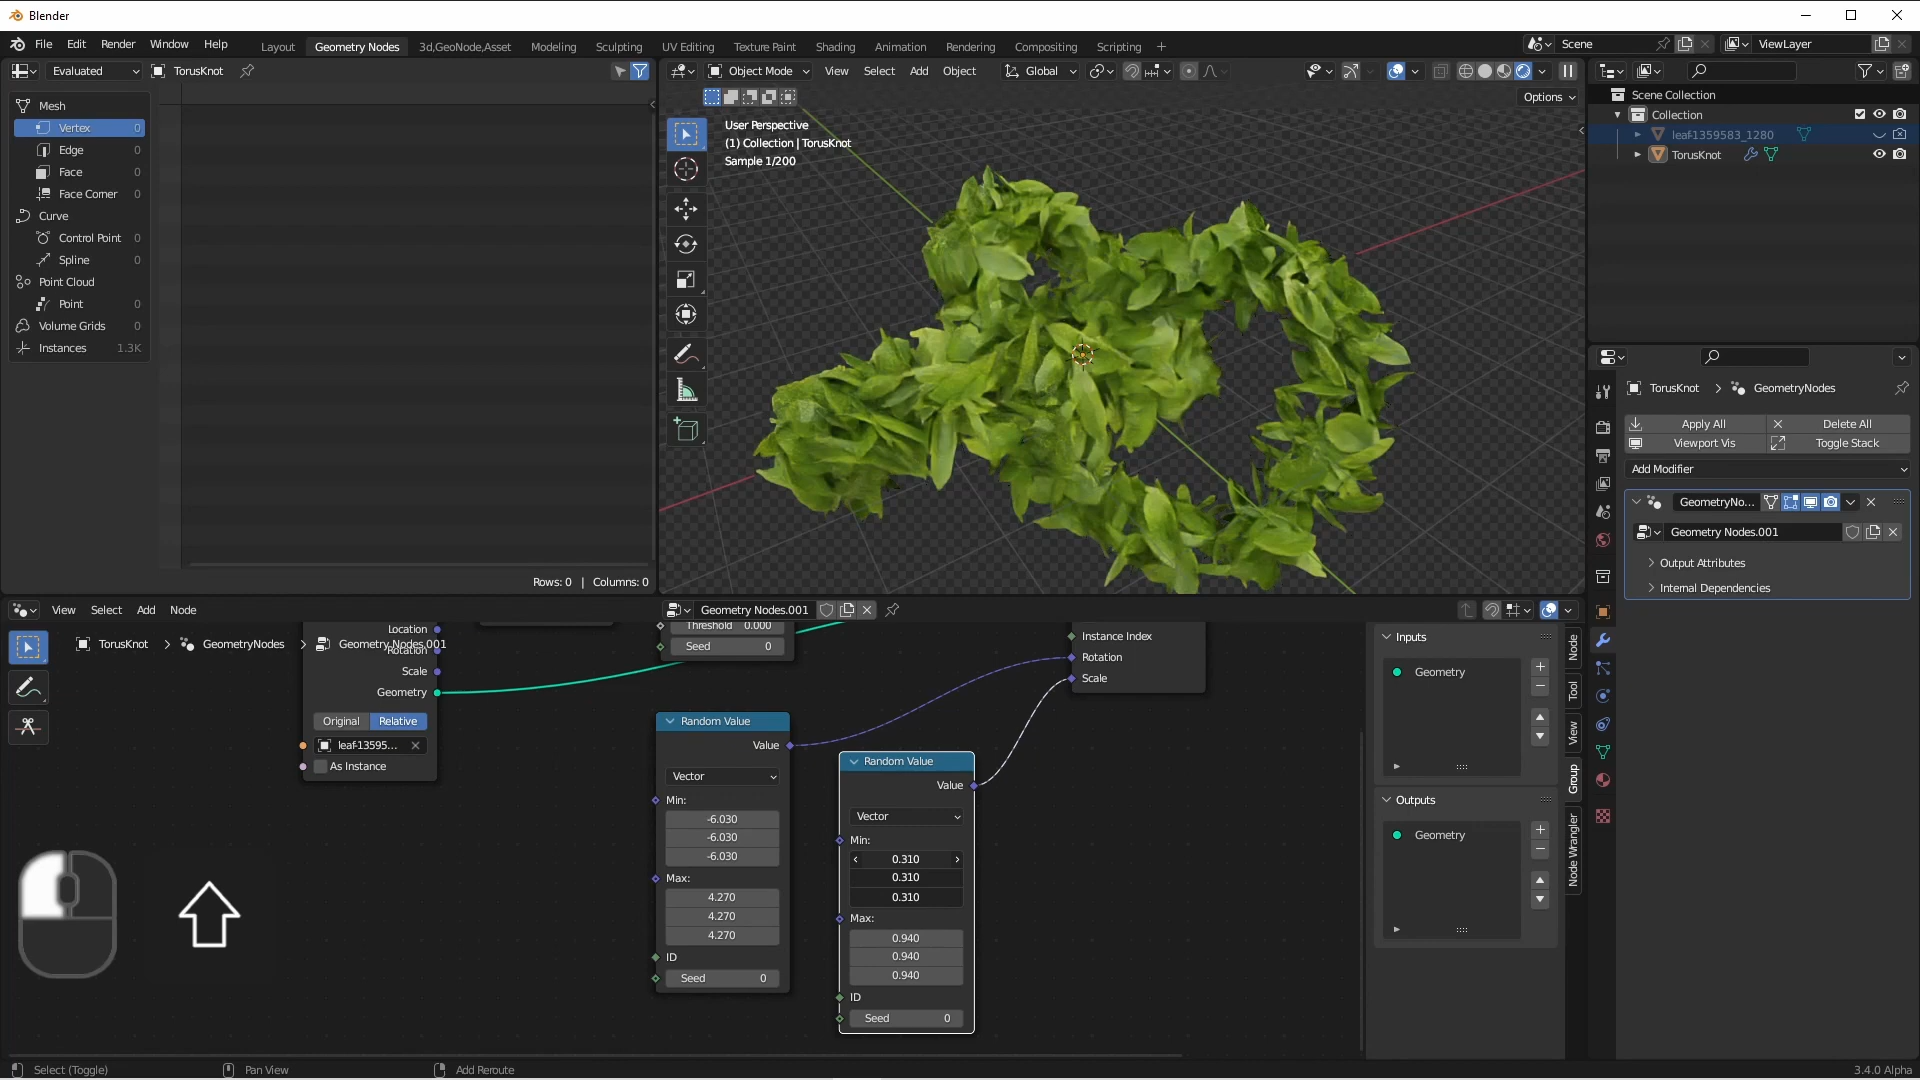 Blender
File Edit Render Window Help
Layout Geometry Nodes 3d,GeoNode,Asset Modeling Sculpting UV Editing Texture Paint Shading Animation Rendering Compositing Scripting +
Scene
ViewLayer
Evaluated TorusKnot
Object Mode View Select Add Object Global
Options
Mesh
Vertex 0
Edge 0
Face 0
Face Corner 0
Curve
Control Point 0
Spline 0
Point Cloud
Point 0
Volume Grids 0
Instances 1.3K
Rows: 0 | Columns: 0
User Perspective
(1) Collection | TorusKnot
Sample 1/200
Scene Collection
Collection
leaf-1359583_1280
TorusKnot
TorusKnot > GeometryNodes
Apply All Delete All
Viewport Vis Toggle Stack
Add Modifier
GeometryNo...
Geometry Nodes.001
Output Attributes
Internal Dependencies
View Select Add Node
Geometry Nodes.001
TorusKnot > GeometryNodes > Geometry Nodes.001
Location
Rotation
Scale
Geometry
Original Relative
leaf-13595...
As Instance
Threshold 0.000
Seed 0
Instance Index
Rotation
Scale
Random Value
Value
Vector
Min:
-6.030
-6.030
-6.030
Max:
4.270
4.270
4.270
ID
Seed 0
Random Value
Value
Vector
Min:
0.310
0.310
0.310
Max:
0.940
0.940
0.940
ID
Seed 0
Inputs
Geometry
Outputs
Geometry
Node
Tool
View
Group
Node Wrangler
Select (Toggle) Pan View Add Reroute
3.4.0 Alpha